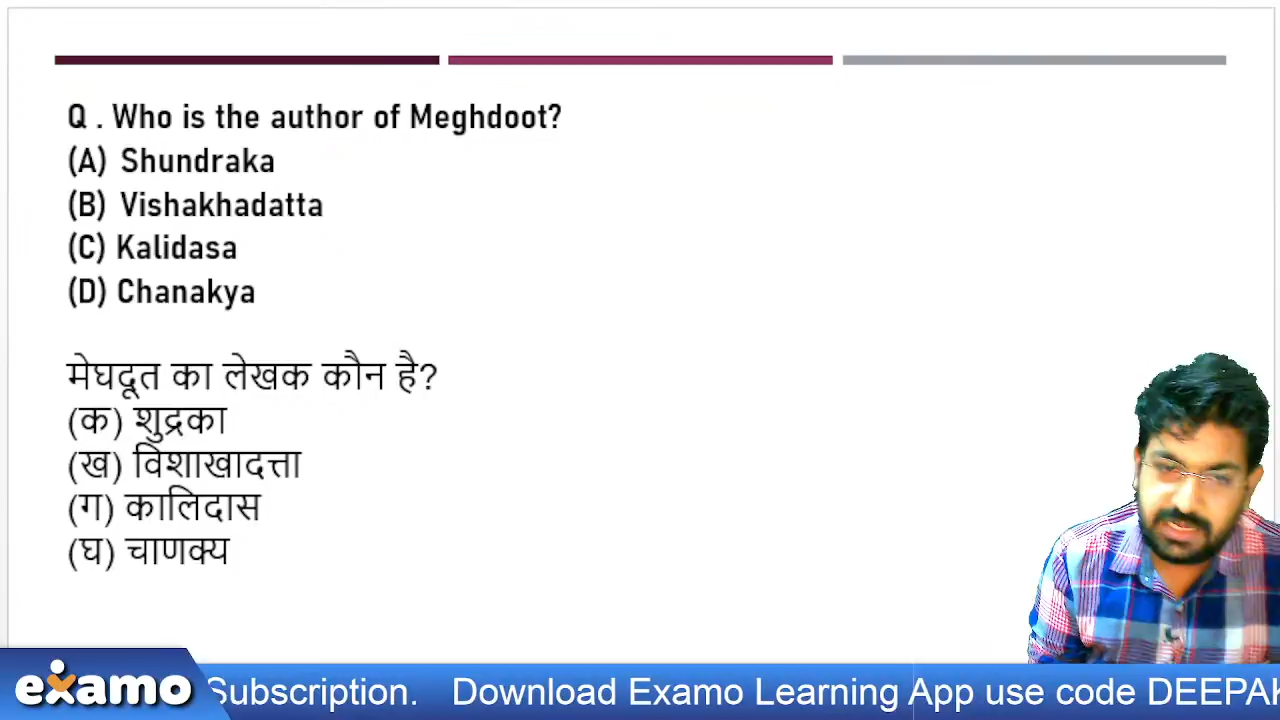 Q . Who is the author of Meghdoot?
(A) Shundraka
(B) Vishakhadatta
(C) Kalidasa
(D) Chanakya
मेघदूत का लेखक कौन है?
(क) शुद्रका
(ख) विशाखादत्ता
(ग) कालिदास
(घ) चाणक्य
examo Subscription. Download Examo Learning App use code DEEPAK